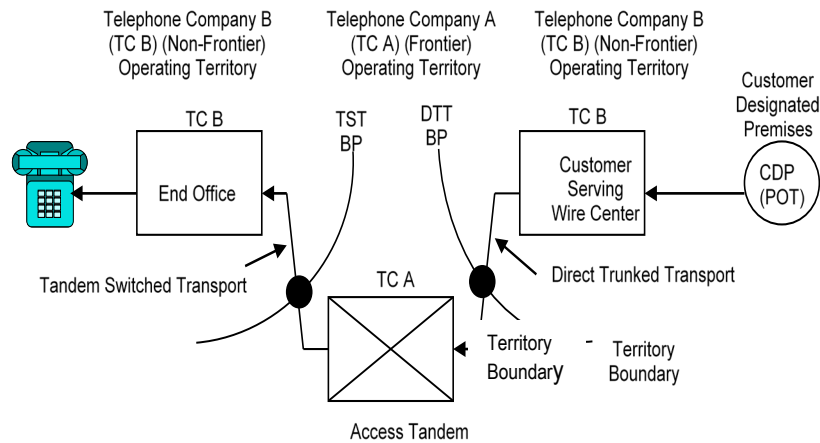 Telephone Company B
(TC B) (Non-Frontier)
Operating Territory
Telephone Company A
(TC A) (Frontier)
Operating Territory
Telephone Company B
(TC B) (Non-Frontier)
Operating Territory
Customer
Designated
Premises
TC B
TST
BP
DTT
BP
TC B
End Office
Customer
Serving
Wire Center
CDP
(POT)
Tandem Switched Transport
TC A
Direct Trunked Transport
Territory
Boundary
Territory
Boundary
Access Tandem